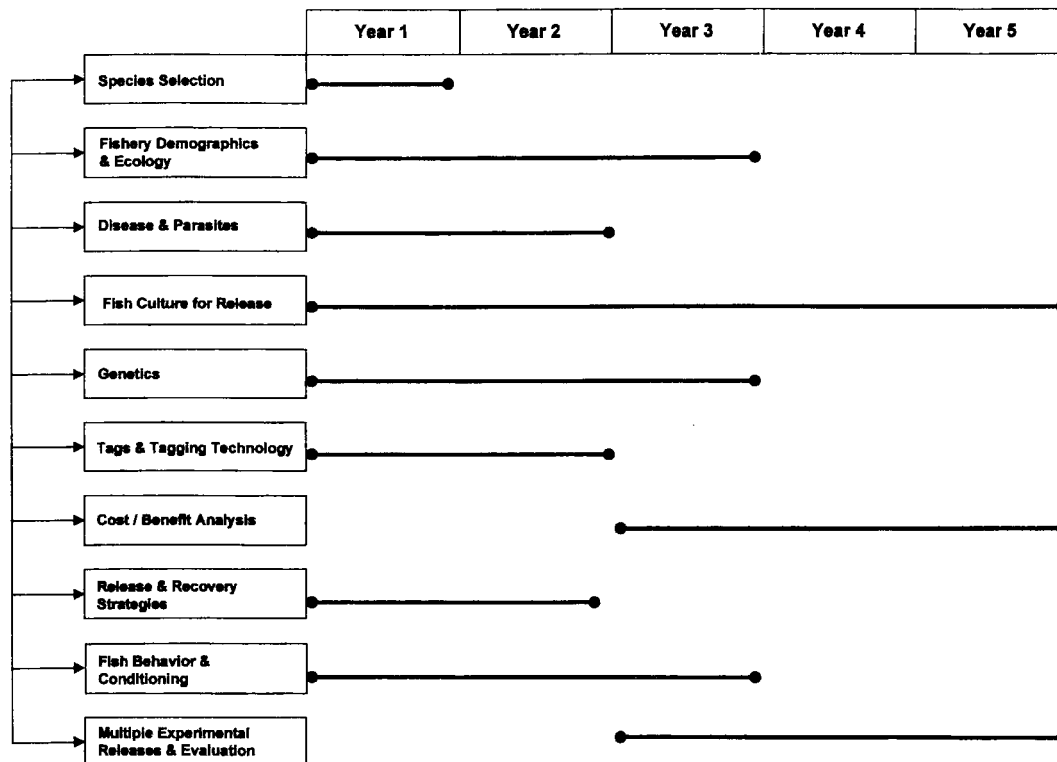 Year 1 Year 2 Year 3 Year 4 Year 5
Species Selection
Fishery Demographics
& Ecology
Disease & Parasites
Fish Culture for Release
Genetics
Tags & Tagging Technology
Cost / Benefit Analysis
Release & Recovery
Strategies
Fish Behavior &
Conditioning
Multiple Experimental
Releases & Evaluation